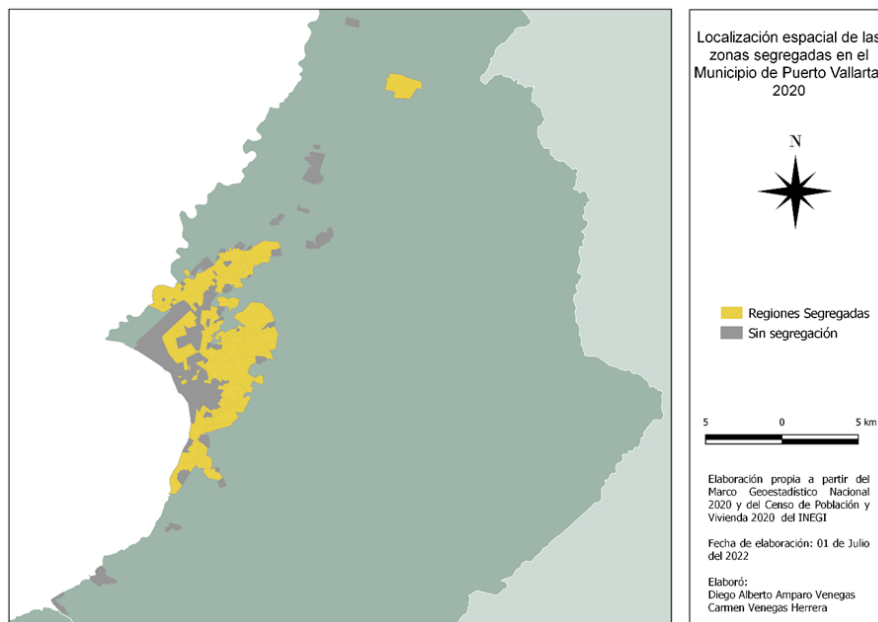 Localización espacial de las
zonas segregadas en el
Municipio de Puerto Vallarta
2020
N
Regiones Segregadas
Sin segregación
5 0 5 km
Elaboración propia a partir del
Marco Geoestadístico Nacional
2020 y del Censo de Población y
Vivienda 2020 del INEGI
Fecha de elaboración: 01 de Julio
del 2022
Elaboró:
Diego Alberto Amparo Venegas
Carmen Venegas Herrera